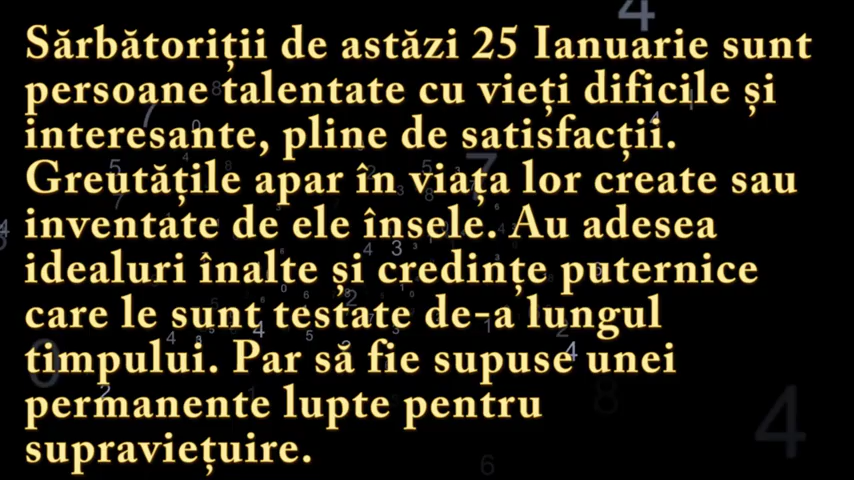 Sărbătoriții de astăzi 25 Ianuarie sunt
persoane talentate cu vieți dificile și
interesante, pline de satisfacții.
Greutățile apar în viața lor create sau
inventate de ele însele. Au adesea
idealuri înalte și credințe puternice
care le sunt testate de-a lungul
timpului. Par să fie supuse unei
permanente lupte pentru
supraviețuire.